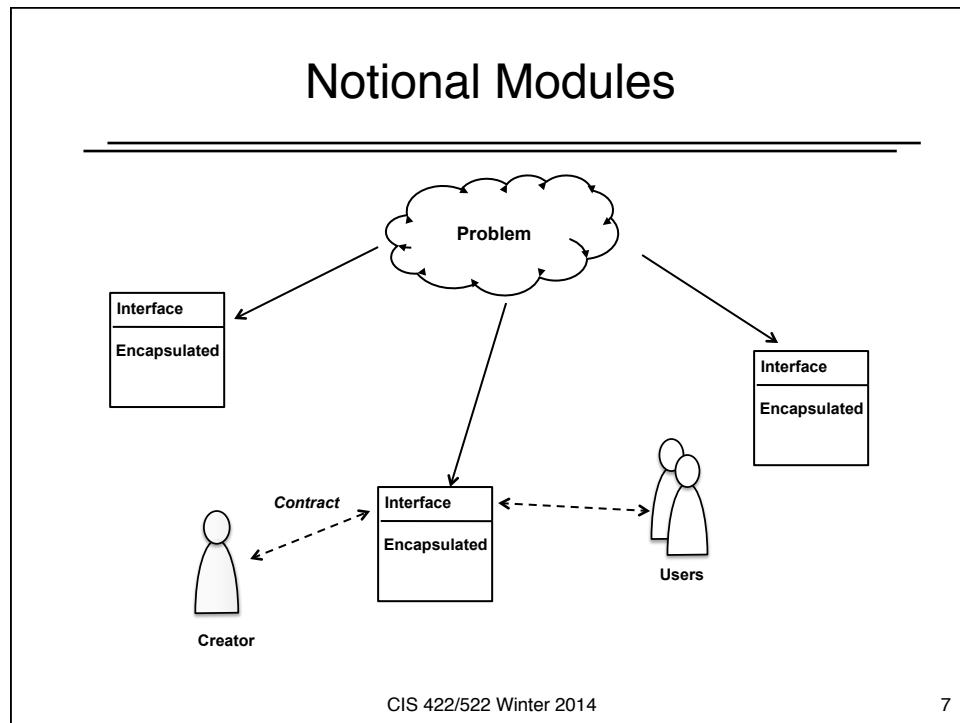 Notional Modules
Problem
Interface
Encapsulated
Interface
Encapsulated
Contract
Interface
Encapsulated
Users
Creator
CIS 422/522 Winter 2014
7